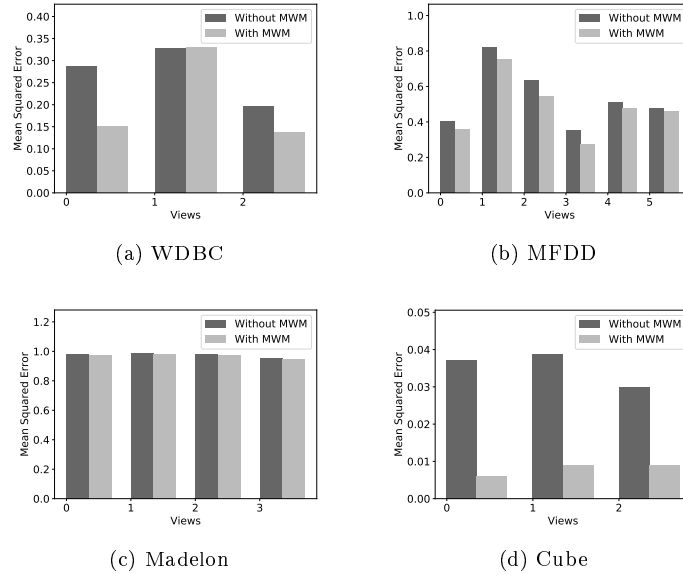 Without MWM
With MWM
Mean Squared Error
0.40
0.35
0.30
0.25
0.20
0.15
0.10
0.05
0.00
0 1 2
Views
(a) WDBC
Without MWM
With MWM
Mean Squared Error
1.0
0.8
0.6
0.4
0.2
0.0
0 1 2 3 4 5
Views
(b) MFDD
Without MWM
With MWM
Mean Squared Error
1.2
1.0
0.8
0.6
0.4
0.2
0.0
0 1 2 3
Views
(c) Madelon
Without MWM
With MWM
Mean Squared Error
0.05
0.04
0.03
0.02
0.01
0.00
0 1 2
Views
(d) Cube